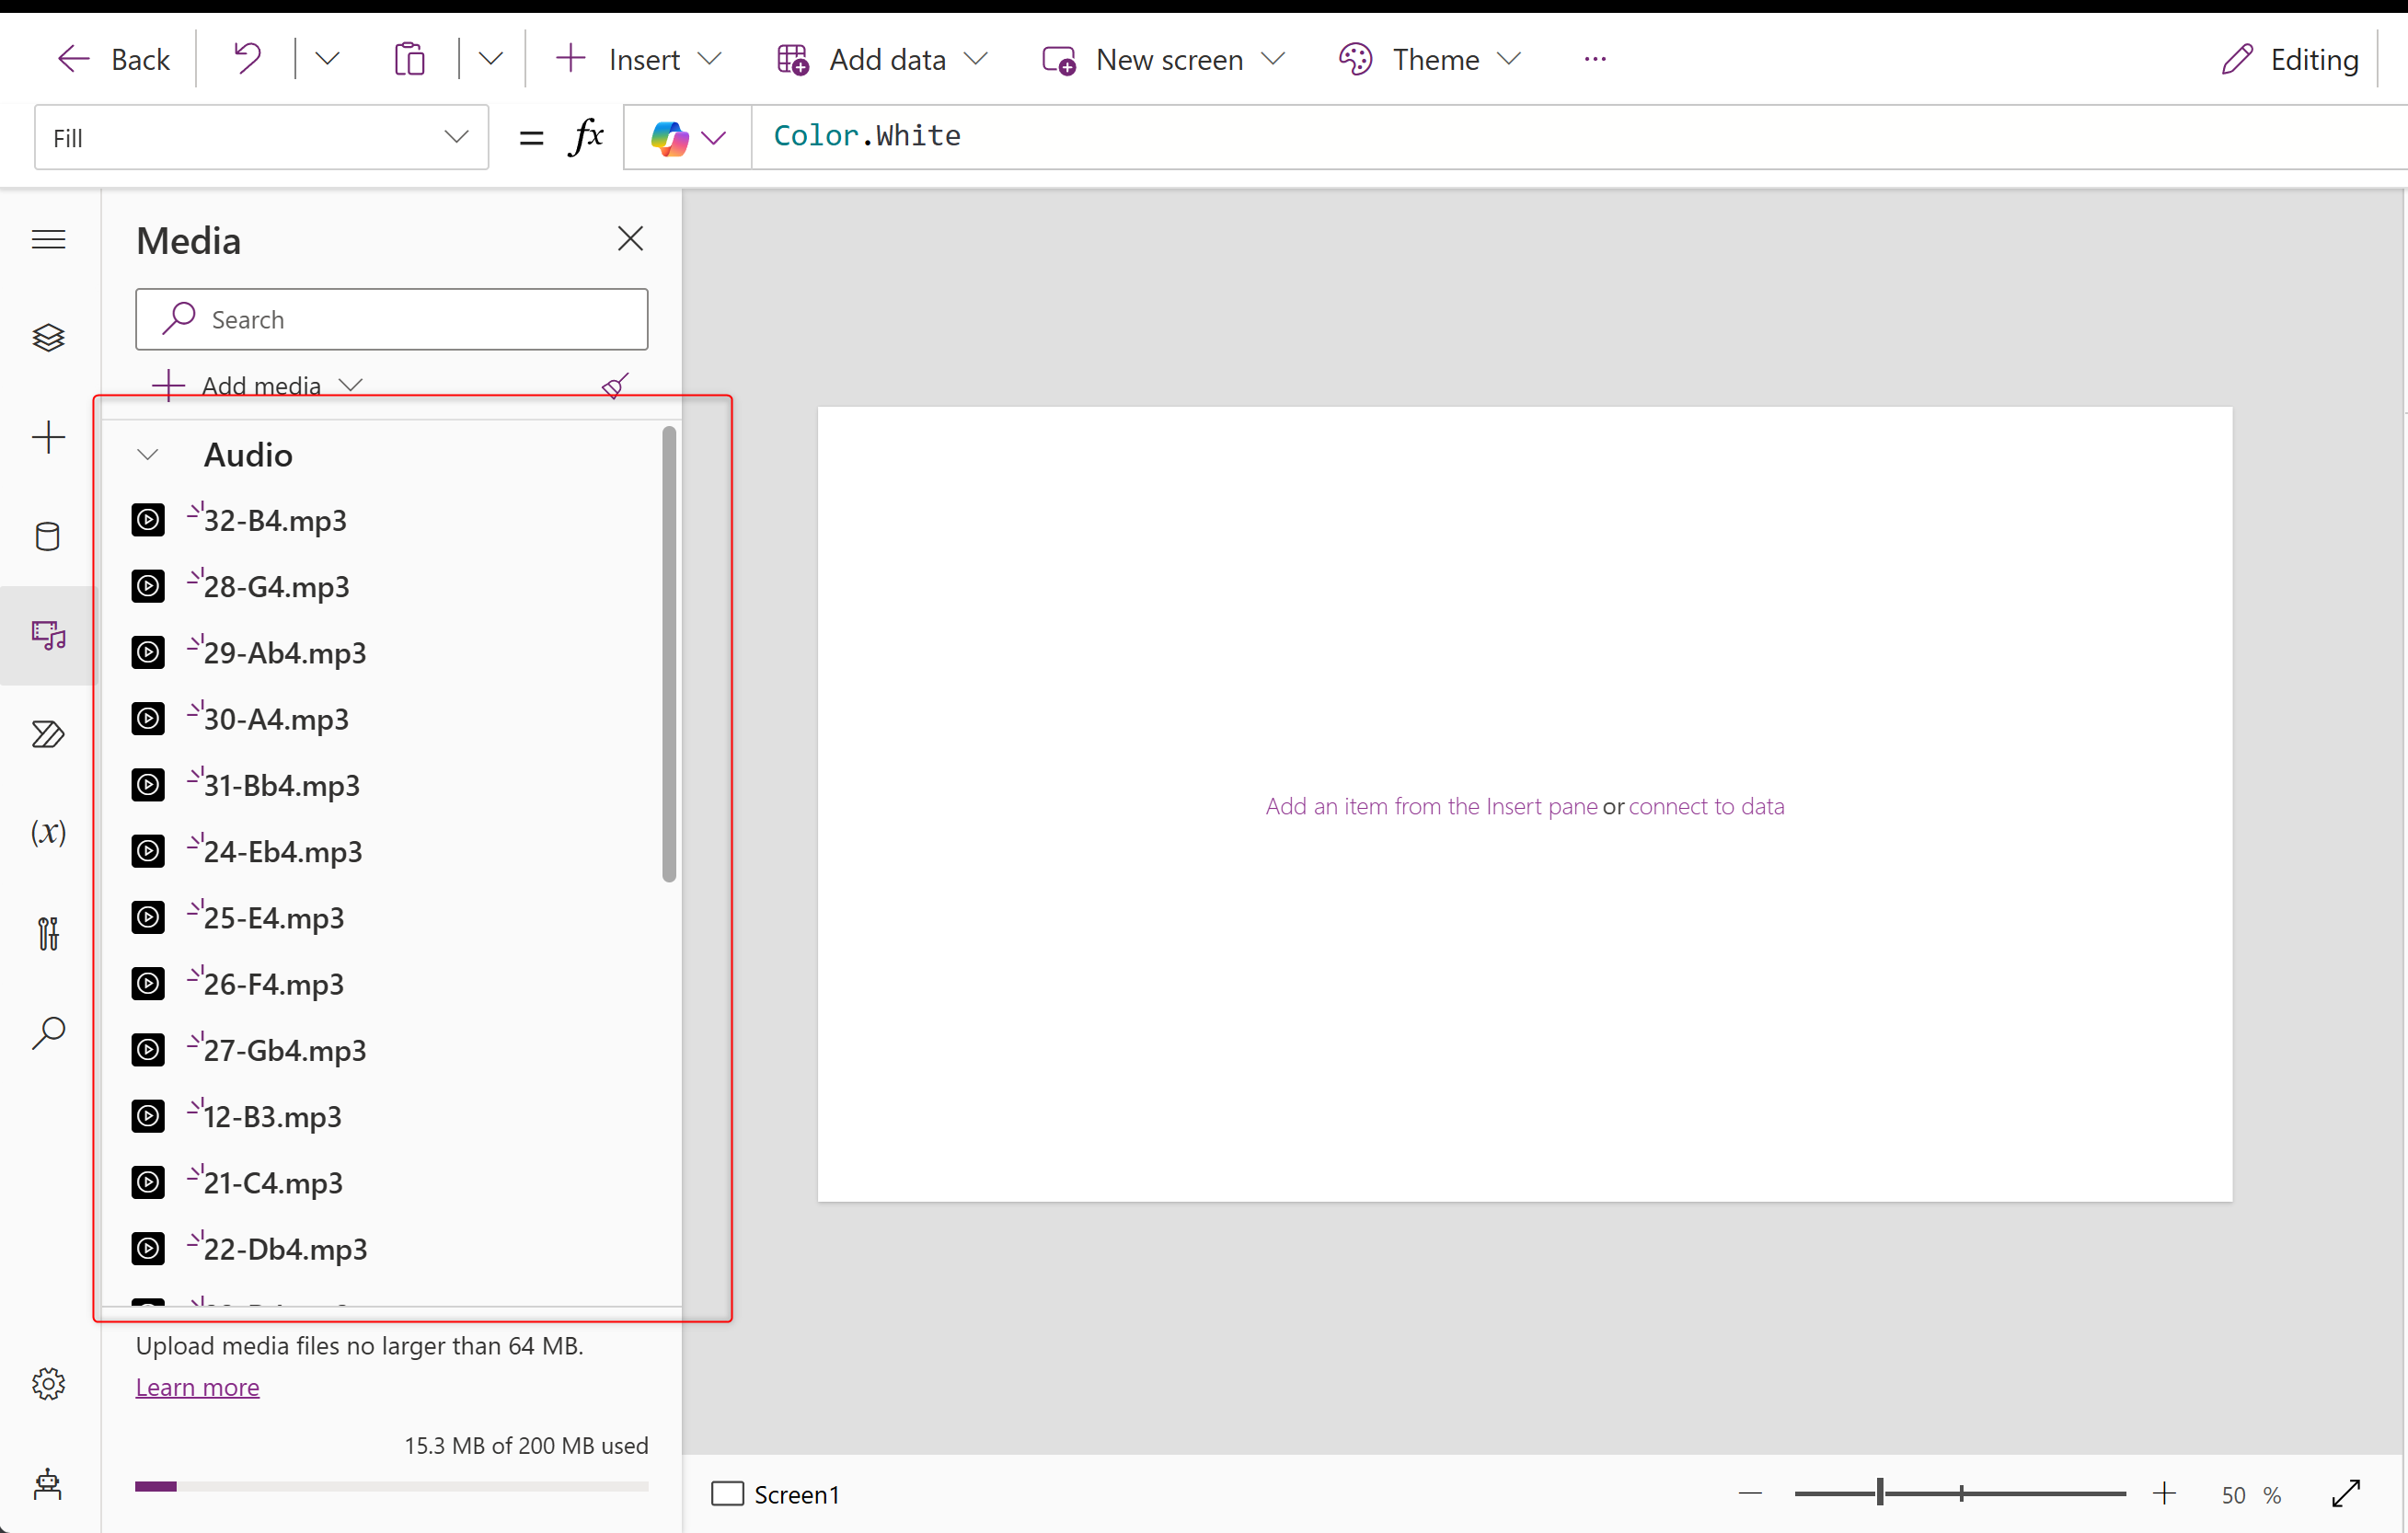 Back
Insert
Add data
New screen
Theme
Editing
Fill
= fx
Color.White
Media
Search
Add media
Audio
32-B4.mp3
28-G4.mp3
29-Ab4.mp3
30-A4.mp3
31-Bb4.mp3
24-Eb4.mp3
25-E4.mp3
26-F4.mp3
27-Gb4.mp3
12-B3.mp3
21-C4.mp3
22-Db4.mp3
Upload media files no larger than 64 MB.
Learn more
15.3 MB of 200 MB used
(x)
Add an item from the Insert pane or connect to data
Screen1
50 %